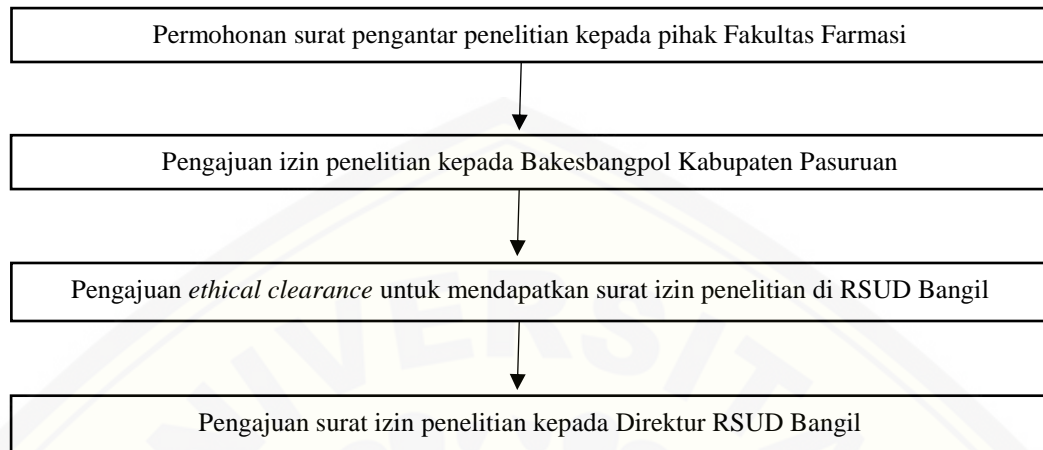 Permohonan surat pengantar penelitian kepada pihak Fakultas Farmasi
Pengajuan izin penelitian kepada Bakesbangpol Kabupaten Pasuruan
Pengajuan ethical clearance untuk mendapatkan surat izin penelitian di RSUD Bangil
Pengajuan surat izin penelitian kepada Direktur RSUD Bangil